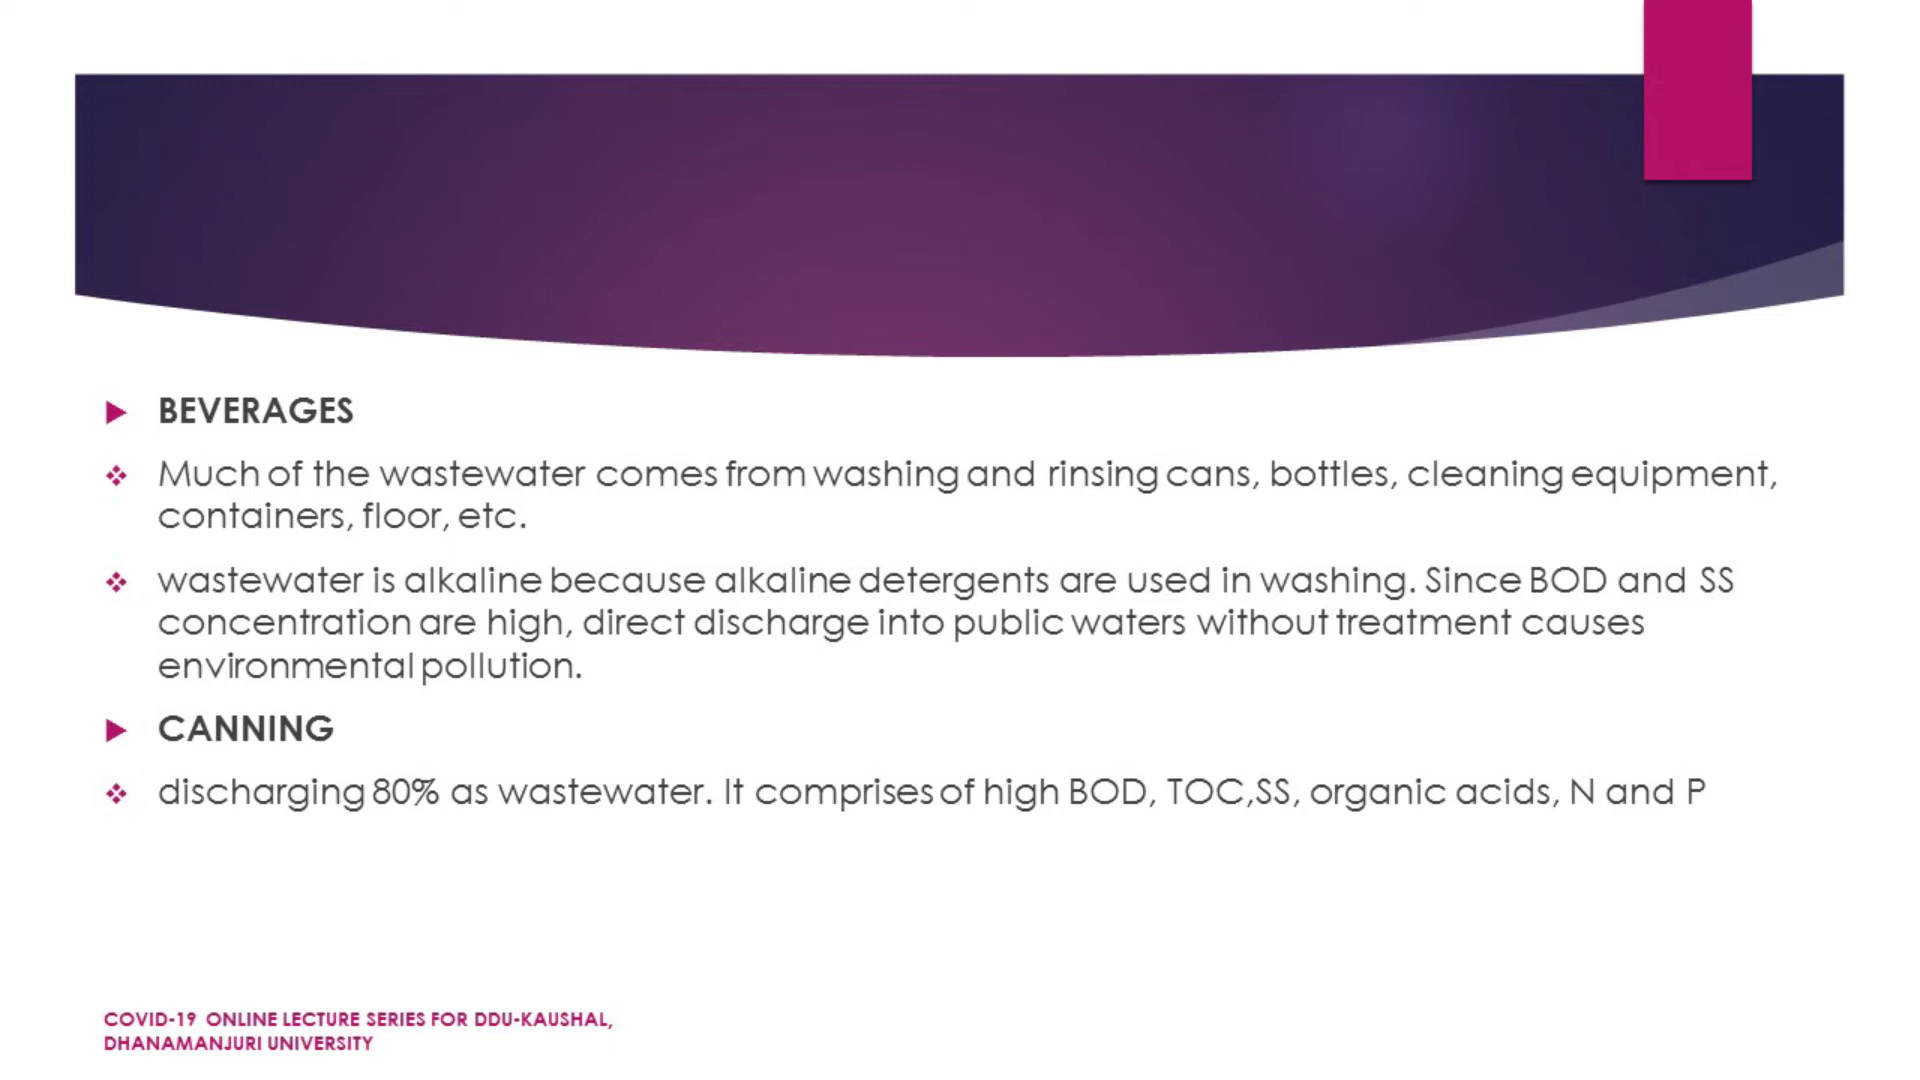 BEVERAGES
Much of the wastewater comes from washing and rinsing cans, bottles, cleaning equipment,
containers, floor, etc.
wastewater is alkaline because alkaline detergents are used in washing. Since BOD and SS
concentration are high, direct discharge into public waters without treatment causes
environmental pollution.
CANNING
discharging 80% as wastewater. It comprises of high BOD, TOC,SS, organic acids, N and P
COVID-19 ONLINE LECTURE SERIES FOR DDU-KAUSHAL,
DHANAMANJURI UNIVERSITY